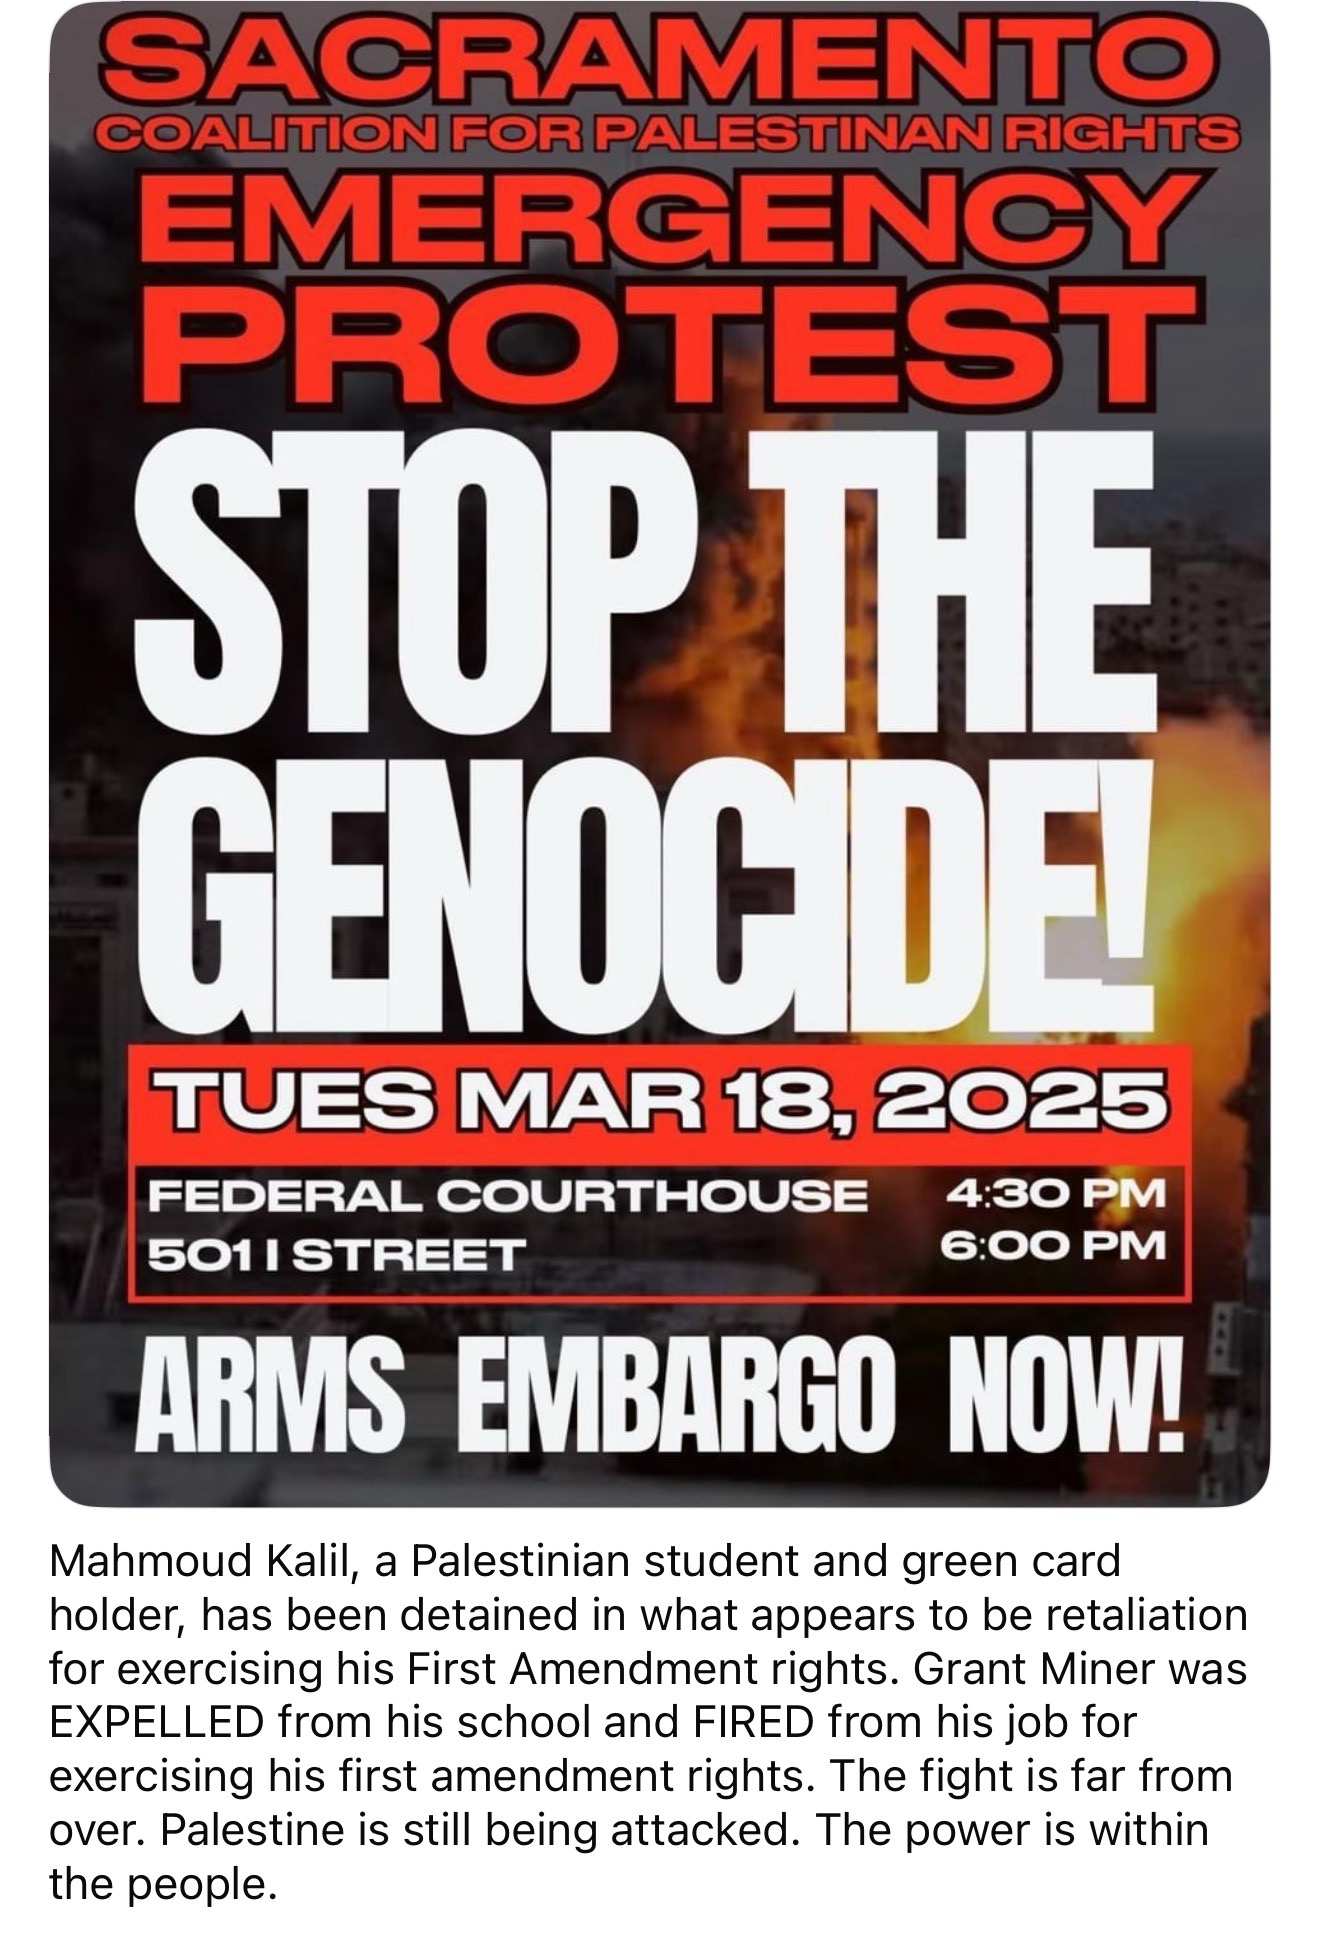 SACRAMENTO
COALITION FOR PALESTINAN RIGHTS
EMERGENCY
PROTEST
STOP THE
GENOCIDE!
TUES MAR 18, 2025
FEDERAL COURTHOUSE 4:30 PM
501 I STREET 6:00 PM
ARMS EMBARGO NOW!
Mahmoud Kalil, a Palestinian student and green card
holder, has been detained in what appears to be retaliation
for exercising his First Amendment rights. Grant Miner was
EXPELLED from his school and FIRED from his job for
exercising his first amendment rights. The fight is far from
over. Palestine is still being attacked. The power is within
the people.